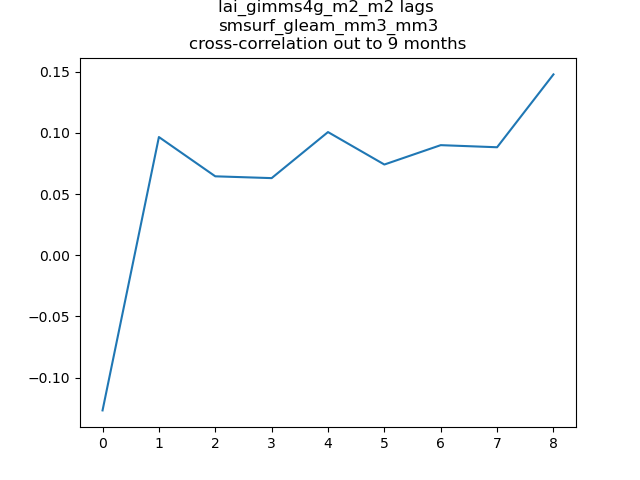 lai_gimms4g_m2_m2 lags
smsurf_gleam_mm3_mm3
cross-correlation out to 9 months
0.15
0.10
0.05
0.00
−0.05
−0.10
0 1 2 3 4 5 6 7 8